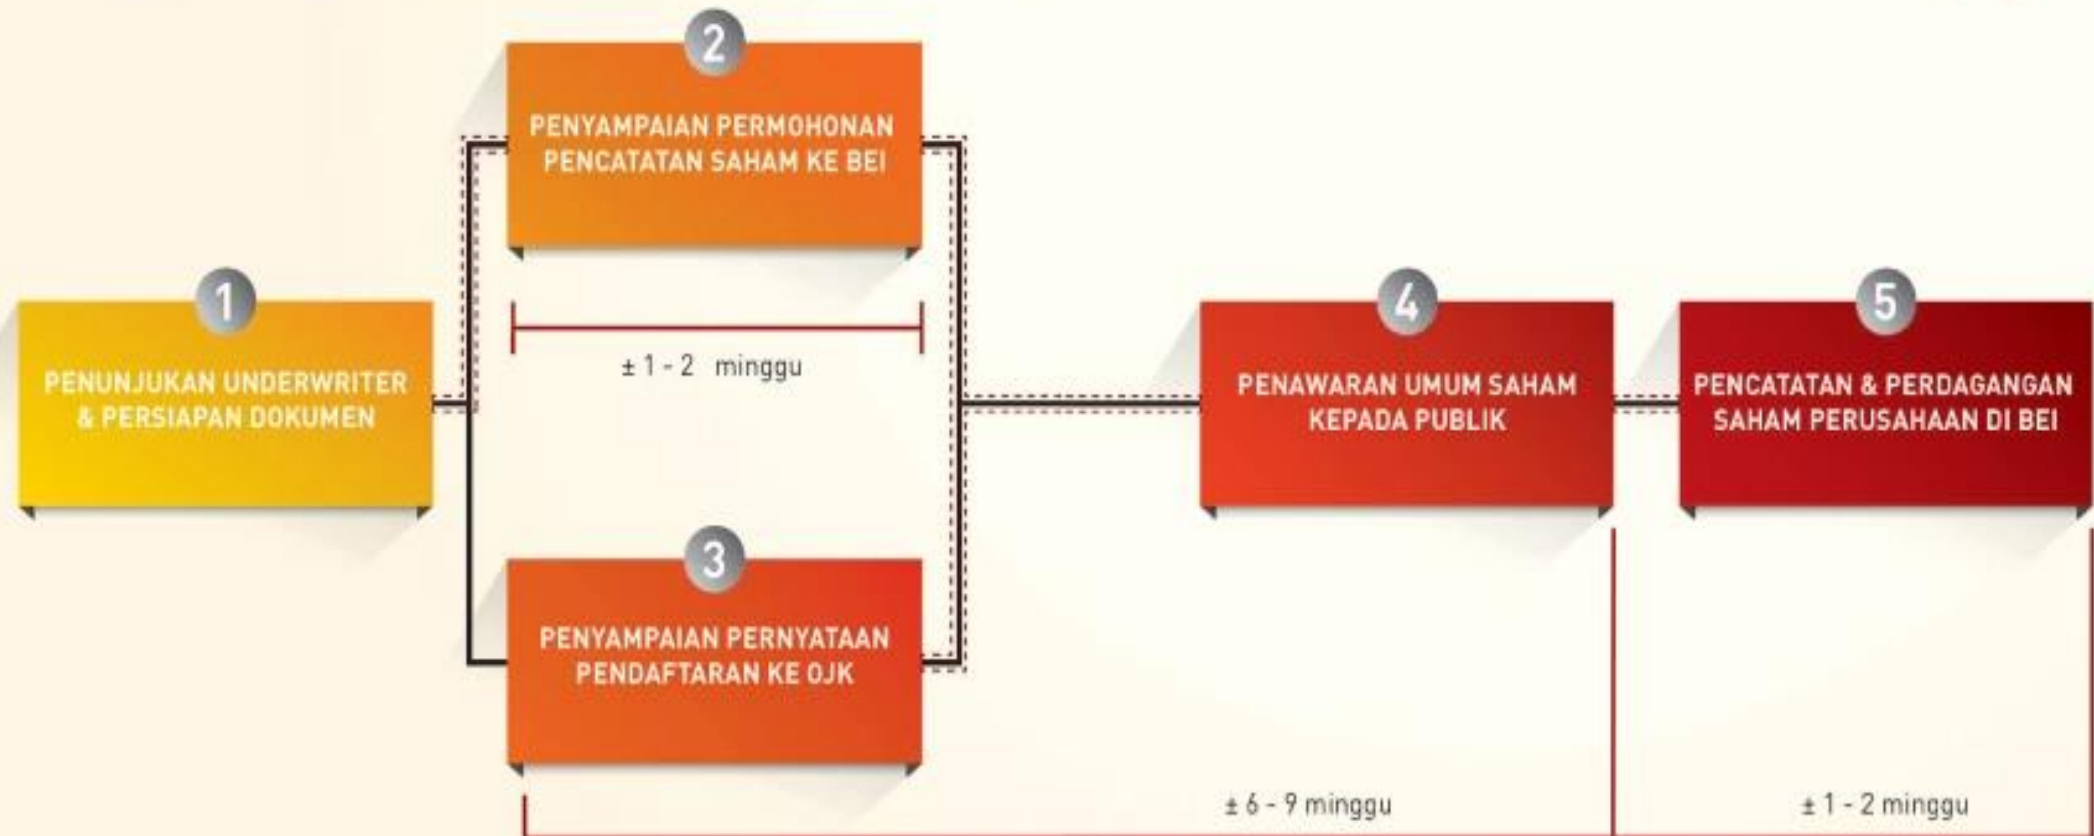 1
PENUNJUKAN UNDERWRITER
& PERSIAPAN DOKUMEN
2
PENYAMPAIAN PERMOHONAN
PENCATATAN SAHAM KE BEI
± 1 - 2 minggu
3
PENYAMPAIAN PERNYATAAN
PENDAFTARAN KE OJK
4
PENAWARAN UMUM SAHAM
KEPADA PUBLIK
5
PENCATATAN & PERDAGANGAN
SAHAM PERUSAHAAN DI BEI
± 6 - 9 minggu
± 1 - 2 minggu